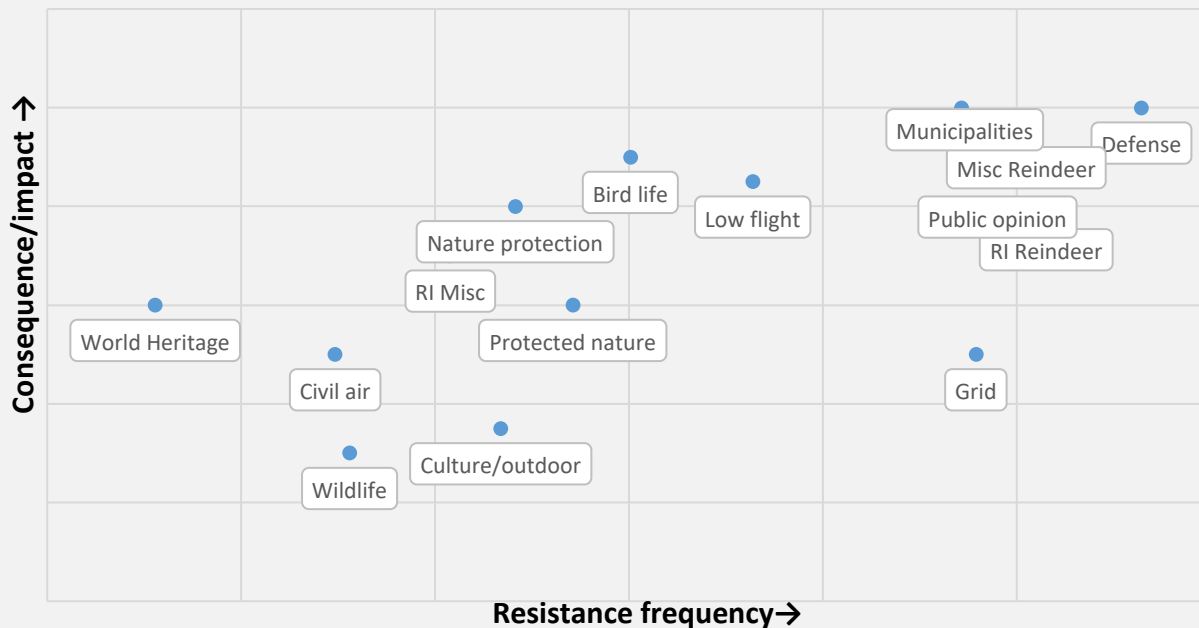 Consequence/impact →
Municipalities
Defense
Misc Reindeer
Bird life
Low flight
Public opinion
Nature protection
RI Reindeer
RI Misc
World Heritage
Protected nature
Civil air
Grid
Culture/outdoor
Wildlife
Resistance frequency→